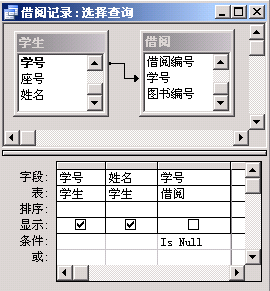 借阅记录:选择查询
学生
学号
座号
姓名
借阅
借阅编号
学号
图书编号
字段: 学号 姓名 学号
表: 学生 学生 借阅
排序:
显示:
条件: Is Null
或: